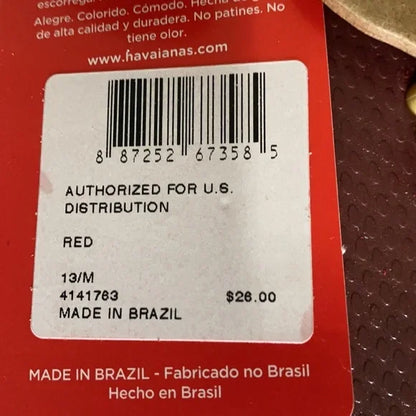 Alegre. Colorido. Cómodo. Hecha de
de alta calidad y duradera. No patines. No
tiene olor.
www.havaianas.com
8 87252 67358 5
AUTHORIZED FOR U.S.
DISTRIBUTION
RED
13/M
4141763 $26.00
MADE IN BRAZIL
MADE IN BRAZIL - Fabricado no Brasil
Hecho en Brasil